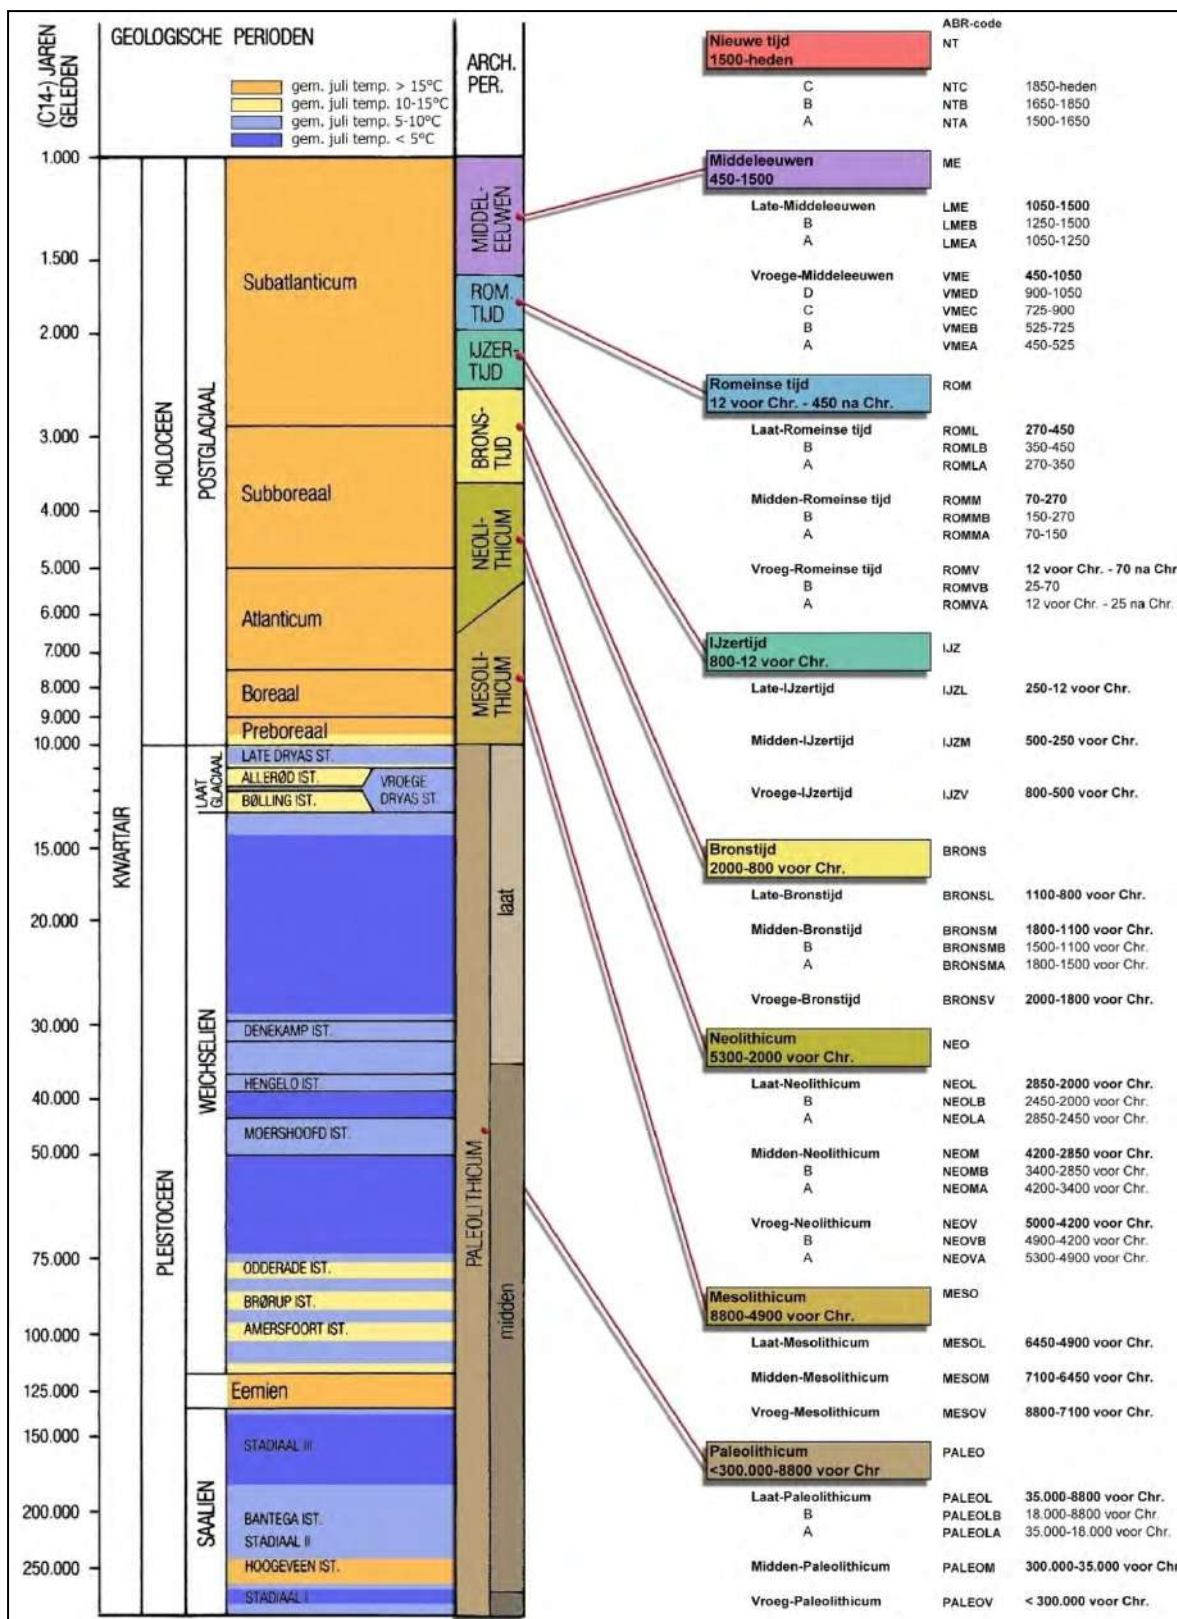 (C14-) JAREN
GELEDEN
GEOLOGISCHE PERIODEN
gem. juli temp. > 15°C
gem. juli temp. 10-15°C
gem. juli temp. 5-10°C
gem. juli temp. < 5°C
ARCH.
PER.
1.000
1.500
2.000
3.000
4.000
5.000
6.000
7.000
8.000
9.000
10.000
15.000
20.000
30.000
40.000
50.000
75.000
100.000
125.000
150.000
200.000
250.000
KWARTAIR
HOLOCEEN
PLEISTOCEEN
POSTGLACIAAL
LAAT
GLACIAAL
WEICHSELIEN
SAALIEN
Subatlanticum
Subboreaal
Atlanticum
Boreaal
Preboreaal
LATE DRYAS ST.
ALLERØD IST.
VROEGE
DRYAS ST.
BØLLING IST.
DENEKAMP IST.
HENGELO IST.
MOERSHOOFD IST.
ODDERADE IST.
BRØRUP IST.
AMERSFOORT IST.
Eemien
STADIAAL III
BANTEGA IST.
STADIAAL II
HOOGEVEEN IST.
STADIAAL I
MIDDEL-
EEUWEN
ROM.
TIJD
IJZER-
TIJD
BRONS-
TIJD
NEOLI-
THICUM
MESOLI-
THICUM
PALEOLITHICUM
laat
midden
ABR-code
Nieuwe tijd NT
1500-heden
C NTC 1850-heden
B NTB 1650-1850
A NTA 1500-1650
Middeleeuwen ME
450-1500
Late-Middeleeuwen LME 1050-1500
B LMEB 1250-1500
A LMEA 1050-1250
Vroege-Middeleeuwen VME 450-1050
D VMED 900-1050
C VMEC 725-900
B VMEB 525-725
A VMEA 450-525
Romeinse tijd ROM
12 voor Chr. - 450 na Chr.
Laat-Romeinse tijd ROML 270-450
B ROMLB 350-450
A ROMLA 270-350
Midden-Romeinse tijd ROMM 70-270
B ROMMB 150-270
A ROMMA 70-150
Vroeg-Romeinse tijd ROMV 12 voor Chr. - 70 na Chr
B ROMVB 25-70
A ROMVA 12 voor Chr. - 25 na Chr.
IJzertijd IJZ
800-12 voor Chr.
Late-IJzertijd IJZL 250-12 voor Chr.
Midden-IJzertijd IJZM 500-250 voor Chr.
Vroege-IJzertijd IJZV 800-500 voor Chr.
Bronstijd BRONS
2000-800 voor Chr.
Late-Bronstijd BRONSL 1100-800 voor Chr.
Midden-Bronstijd BRONSM 1800-1100 voor Chr.
B BRONSMB 1500-1100 voor Chr.
A BRONSMA 1800-1500 voor Chr.
Vroege-Bronstijd BRONSV 2000-1800 voor Chr.
Neolithicum NEO
5300-2000 voor Chr.
Laat-Neolithicum NEOL 2850-2000 voor Chr.
B NEOLB 2450-2000 voor Chr.
A NEOLA 2850-2450 voor Chr.
Midden-Neolithicum NEOM 4200-2850 voor Chr.
B NEOMB 3400-2850 voor Chr.
A NEOMA 4200-3400 voor Chr.
Vroeg-Neolithicum NEOV 5000-4200 voor Chr.
B NEOVB 4900-4200 voor Chr.
A NEOVA 5300-4900 voor Chr.
Mesolithicum MESO
8800-4900 voor Chr.
Laat-Mesolithicum MESOL 6450-4900 voor Chr.
Midden-Mesolithicum MESOM 7100-6450 voor Chr.
Vroeg-Mesolithicum MESOV 8800-7100 voor Chr.
Paleolithicum PALEO
<300.000-8800 voor Chr
Laat-Paleolithicum PALEOL 35.000-8800 voor Chr.
B PALEOLB 18.000-8800 voor Chr.
A PALEOLA 35.000-18.000 voor Chr.
Midden-Paleolithicum PALEOM 300.000-35.000 voor Chr
Vroeg-Paleolithicum PALEOV < 300.000 voor Chr.